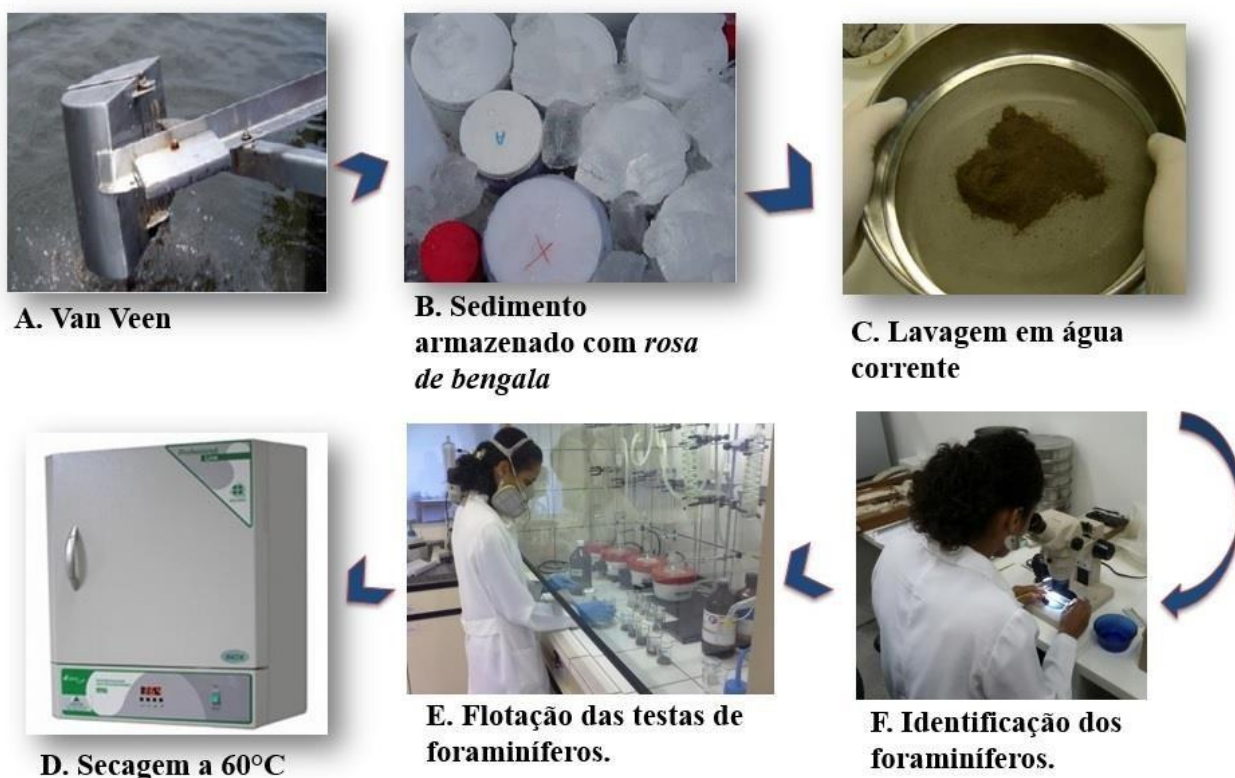 A. Van Veen
B. Sedimento
armazenado com rosa
de bengala
C. Lavagem em água
corrente
D. Secagem a 60°C
E. Flotação das testas de
foraminíferos.
F. Identificação dos
foraminíferos.